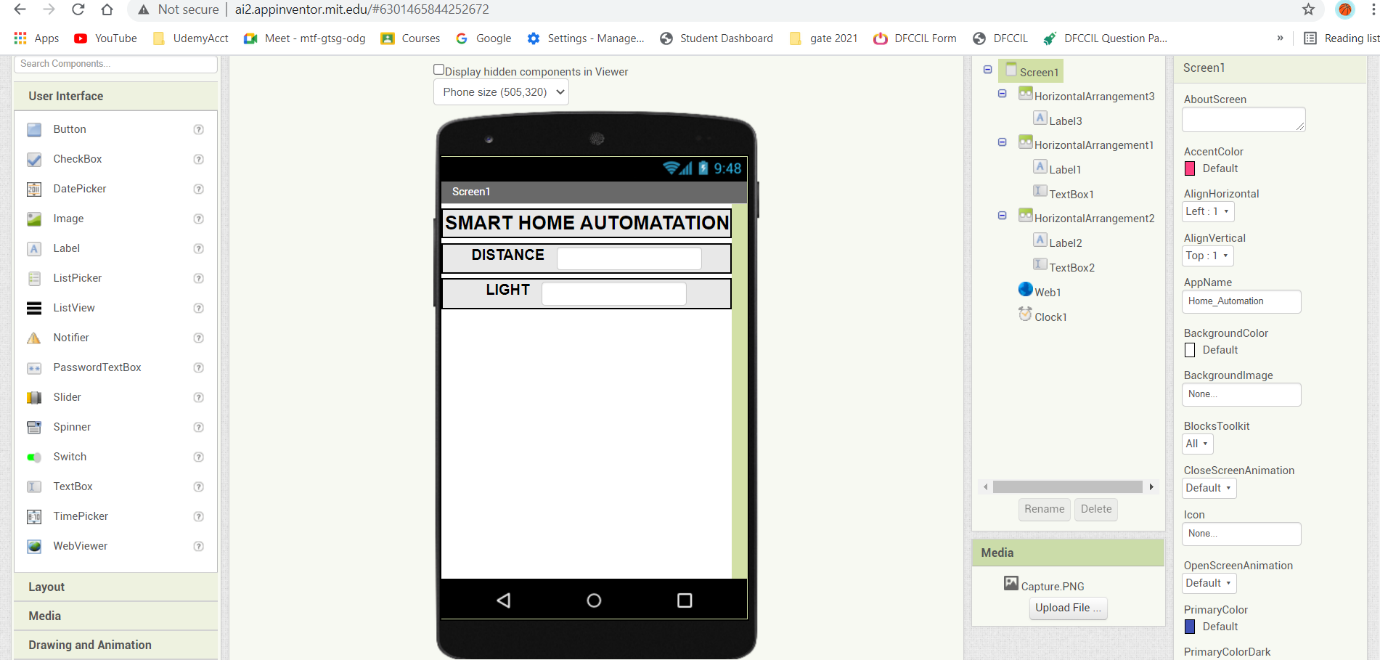 Not secure | ai2.appinventor.mit.edu/#6301465844252672
Apps YouTube UdemyAcct Meet - mtf-gtsg-odg Courses Google Settings - Manage... Student Dashboard gate 2021 DFCCIL Form DFCCIL DFCCIL Question Pa... » Reading list
Search Components...
User Interface
Button ?
CheckBox ?
DatePicker ?
Image ?
Label ?
ListPicker ?
ListView ?
Notifier ?
PasswordTextBox ?
Slider ?
Spinner ?
Switch ?
TextBox ?
TimePicker ?
WebViewer ?
Layout
Media
Drawing and Animation
Display hidden components in Viewer
Phone size (505,320)
9:48
Screen1
SMART HOME AUTOMATATION
DISTANCE
LIGHT
Screen1
HorizontalArrangement3
Label3
HorizontalArrangement1
Label1
TextBox1
HorizontalArrangement2
Label2
TextBox2
Web1
Clock1
Rename Delete
Media
Capture.PNG
Upload File ...
Screen1
AboutScreen
AccentColor
Default
AlignHorizontal
Left : 1
AlignVertical
Top : 1
AppName
Home_Automation
BackgroundColor
Default
BackgroundImage
None...
BlocksToolkit
All
CloseScreenAnimation
Default
Icon
None...
OpenScreenAnimation
Default
PrimaryColor
Default
PrimaryColorDark